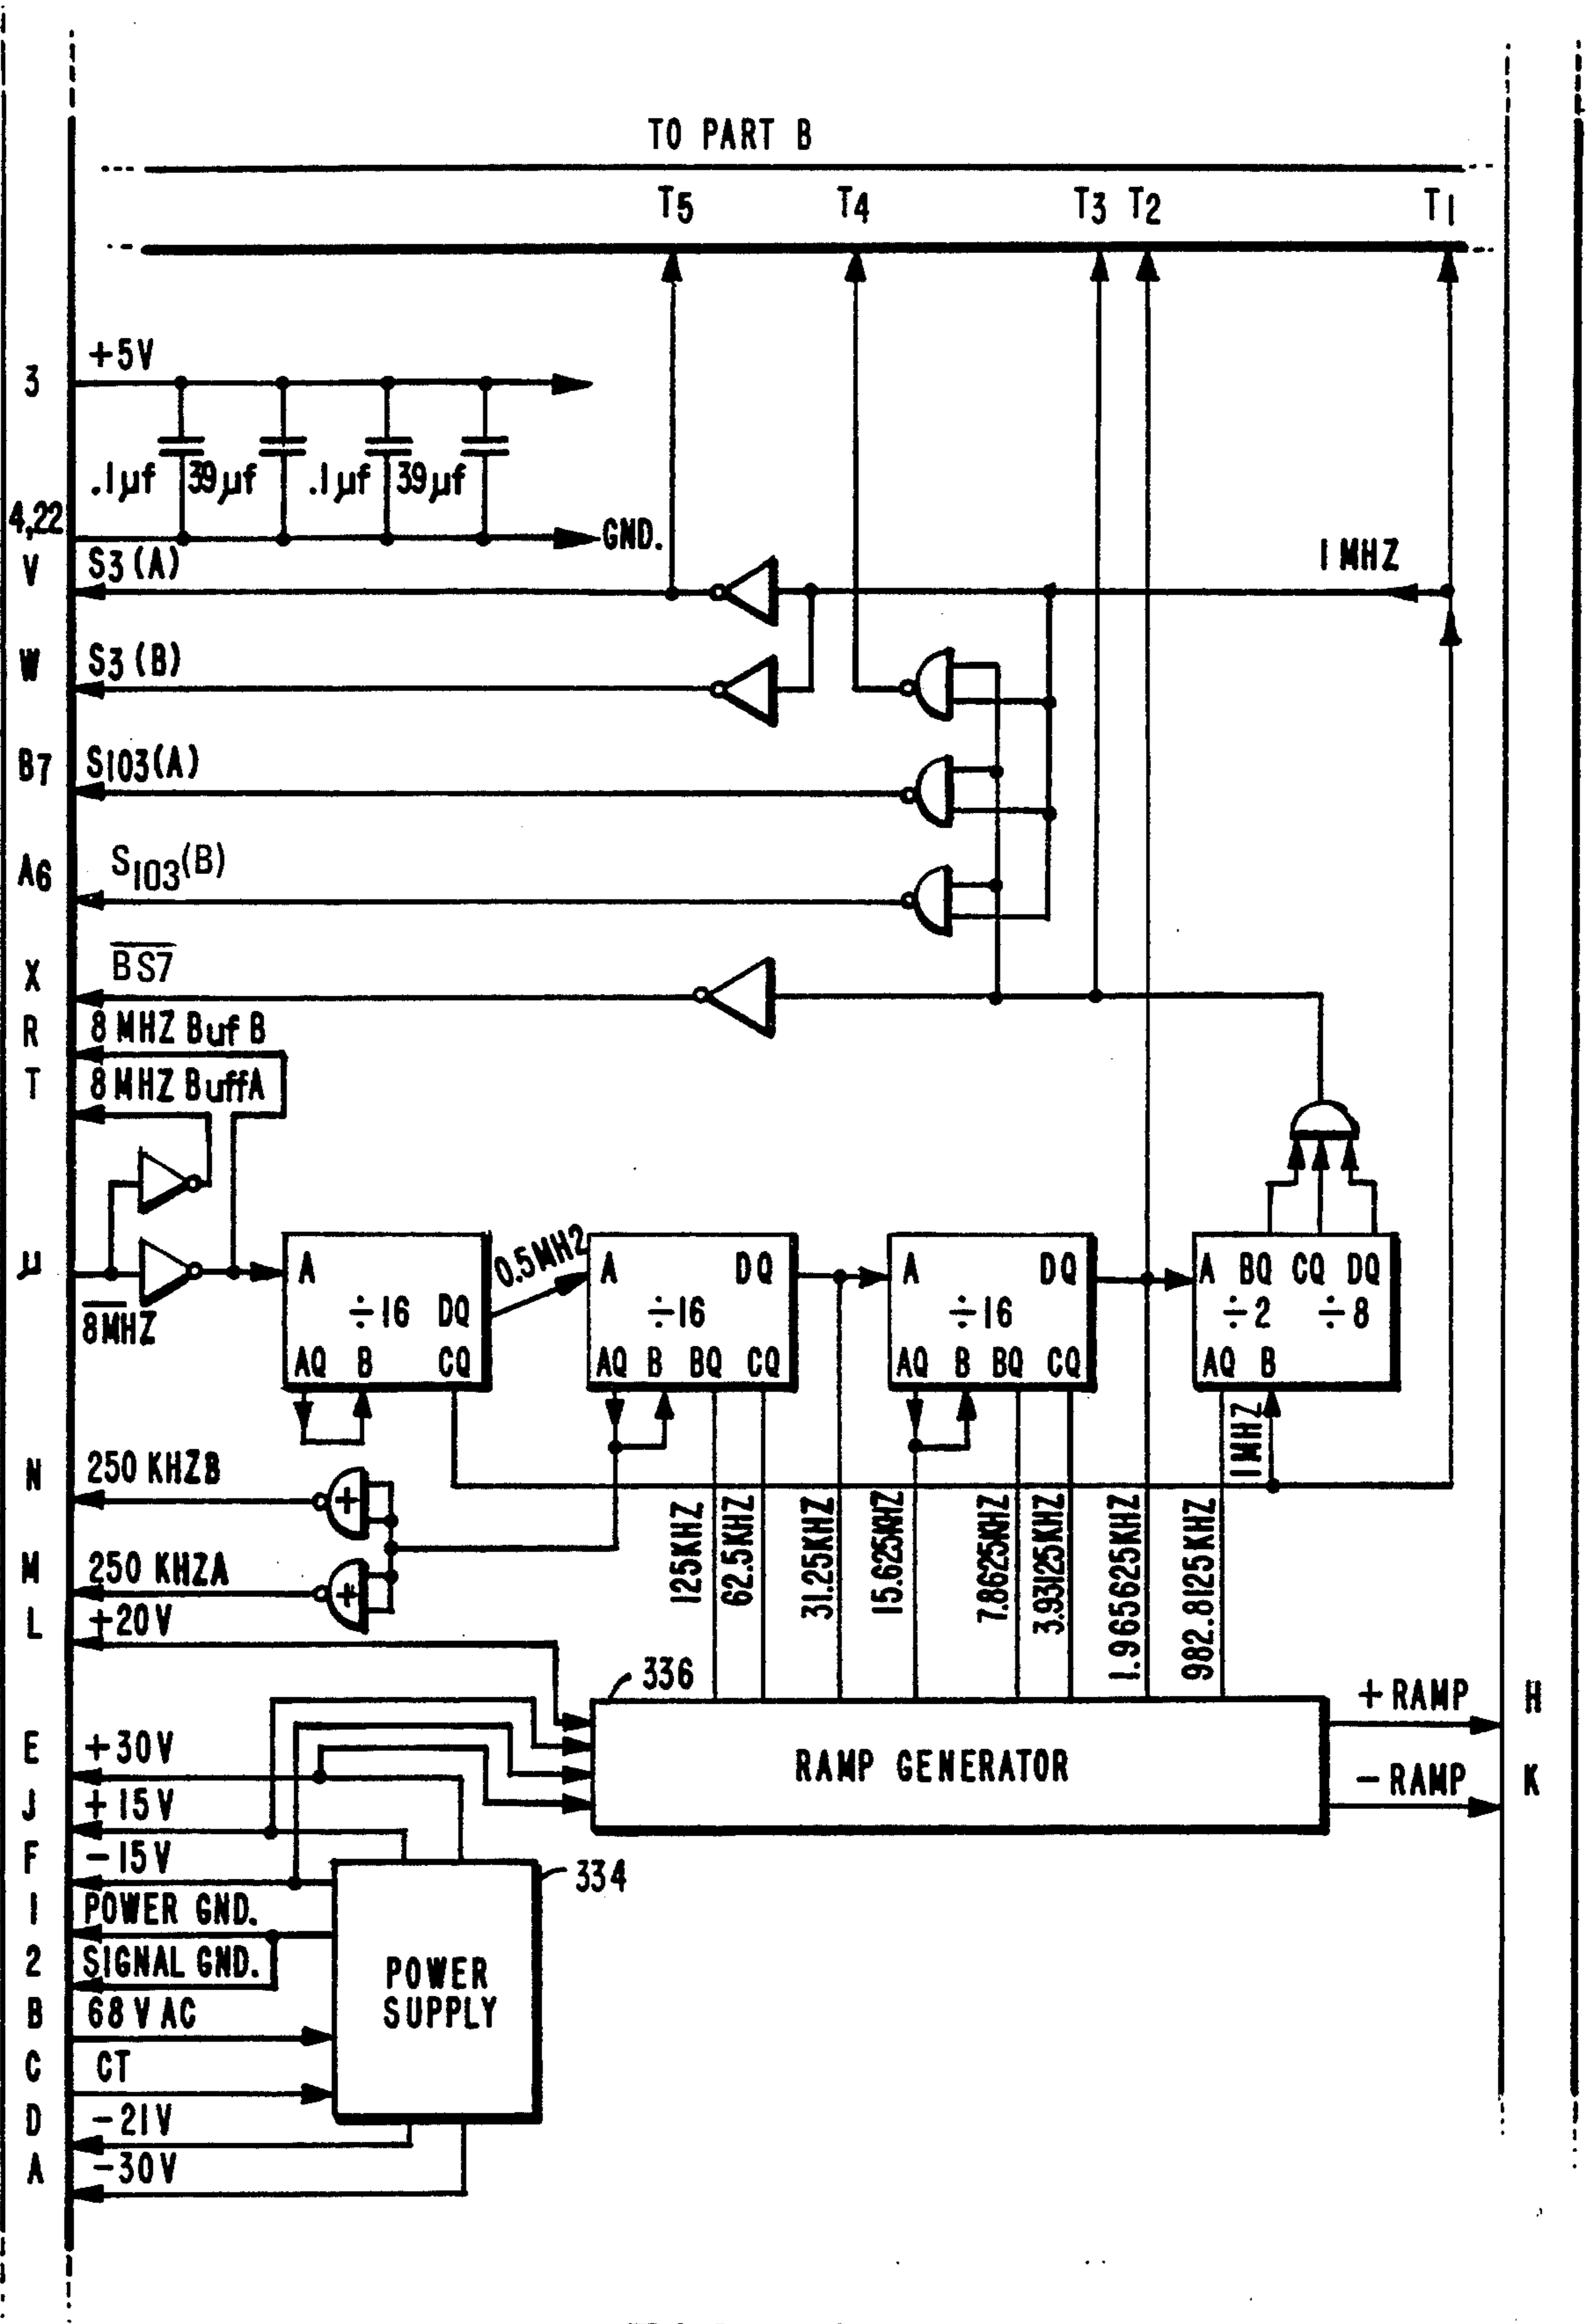 TO PART B
T5 T4 T3 T2 T1
3 +5V
.1µf 39µf .1µf 39µf
4,22 GND.
V S3(A) 1 MHZ
W S3(B)
B7 S103(A)
A6 S103(B)
X B̅S̅7̅
R 8 MHZ Buf B
T 8 MHZ BuffA
µ 8̅MHZ
A ÷16 DQ
AQ B CQ
0.5MHZ
A DQ
÷16
AQ B BQ CQ
A DQ
÷16
AQ B BQ CQ
A BQ CQ DQ
÷2 ÷8
AQ B
1MHZ
N 250 KHZB
+
M 250 KHZA
+
125KHZ
62.5KHZ
31.25KHZ
15.625KHZ
7.8625KHZ
3.93125KHZ
1.965625KHZ
982.8125KHZ
L +20V
336
RAMP GENERATOR
+RAMP H
-RAMP K
E +30V
J +15V
F -15V
334
1 POWER GND.
2 SIGNAL GND.
POWER
SUPPLY
B 68 V AC
C CT
D -21V
A -30V